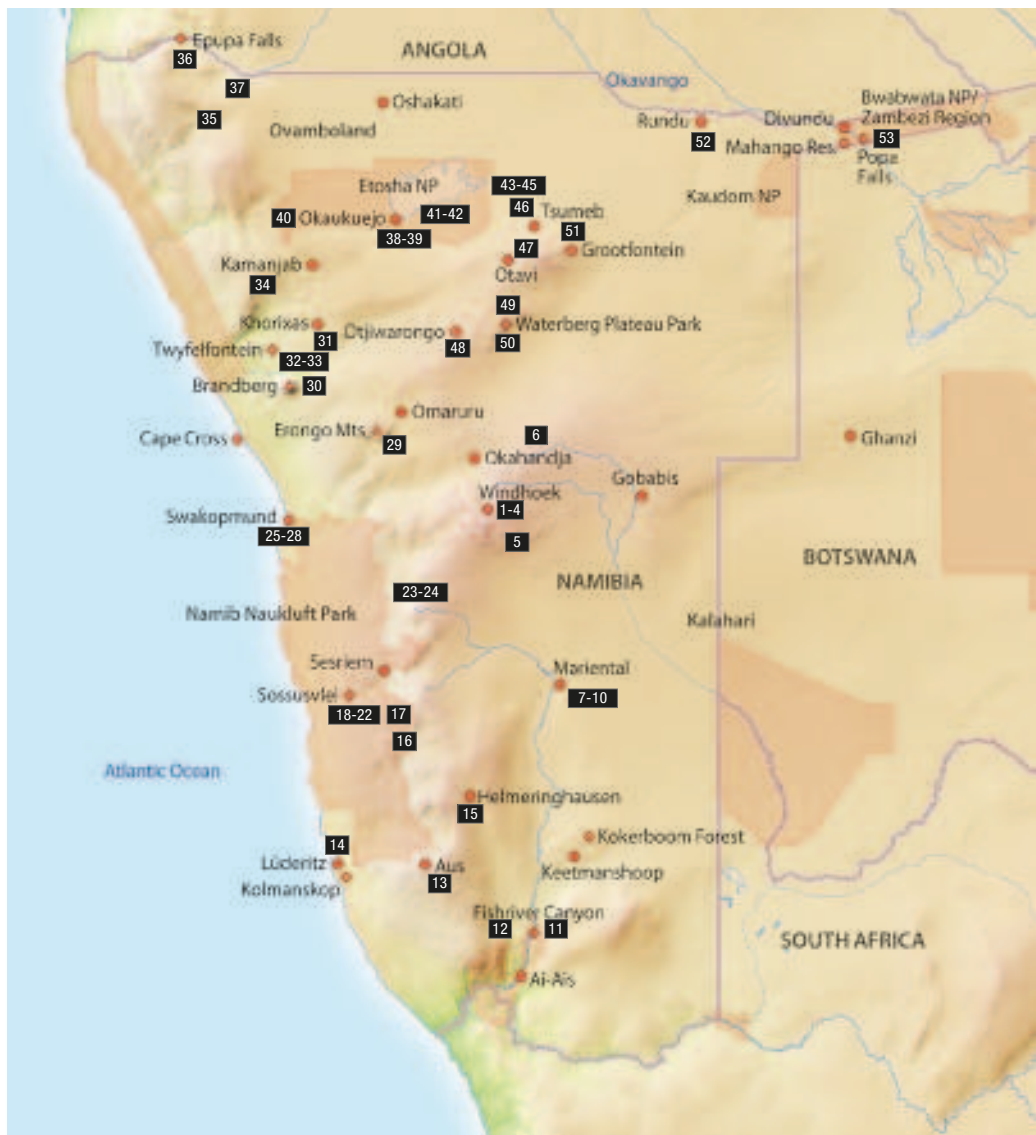 Epupa Falls
36
ANGOLA
37
35
Oshakati
Ovamboland
Okavango
Rundu
52
Divundu
Mahango Res.
Bwabwata NP/
Zambezi Region
53
Popa
Falls
Etosha NP
43-45
46
Tsumeb
Kaudom NP
40
Okaukuejo
41-42
38-39
51
Grootfontein
47
Otavi
Kamanjab
34
49
Khorixas
31
Otjiwarongo
48
Waterberg Plateau Park
50
Twyfelfontein
32-33
Brandberg
30
Omaruru
Erongo Mts.
29
Cape Cross
6
Ghanzi
Okahandja
Gobabis
Windhoek
1-4
5
Swakopmund
25-28
BOTSWANA
NAMIBIA
23-24
Namib Naukluft Park
Kalahari
Sesriem
Mariental
7-10
Sossusvlei
18-22
17
16
Atlantic Ocean
Helmeringhausen
15
Kokerboom Forest
Keetmanshoop
14
Lüderitz
Kolmanskop
Aus
13
Fishriver Canyon
12
11
SOUTH AFRICA
Ai-Ais